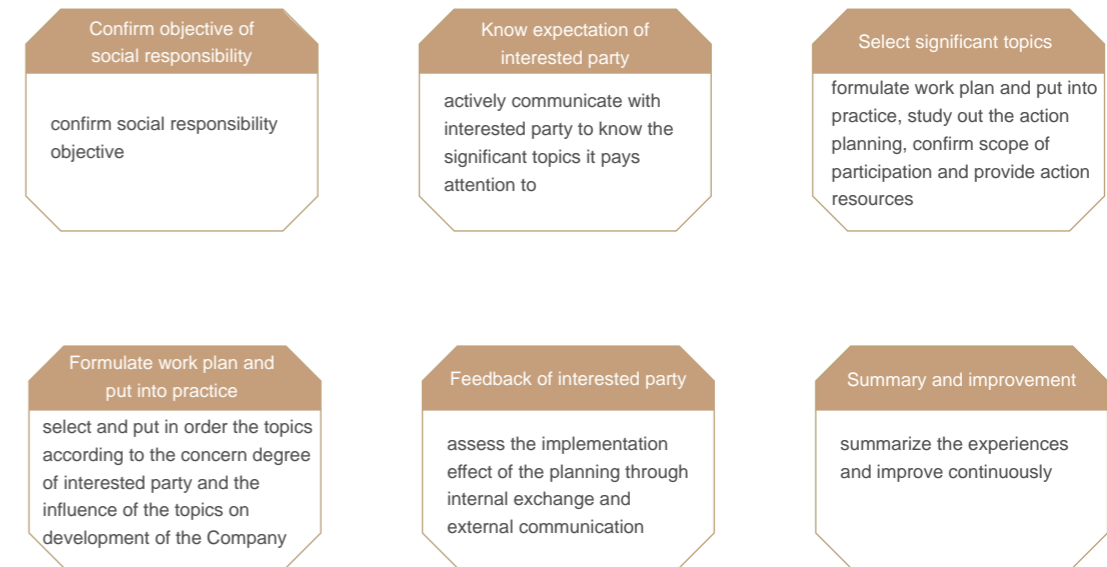 Confirm objective of
social responsibility
confirm social responsibility
objective
Know expectation of
interested party
actively communicate with
interested party to know the
significant topics it pays
attention to
Select significant topics
formulate work plan and put into
practice, study out the action
planning, confirm scope of
participation and provide action
resources
Formulate work plan and
put into practice
select and put in order the topics
according to the concern degree
of interested party and the
influence of the topics on
development of the Company
Feedback of interested party
assess the implementation
effect of the planning through
internal exchange and
external communication
Summary and improvement
summarize the experiences
and improve continuously